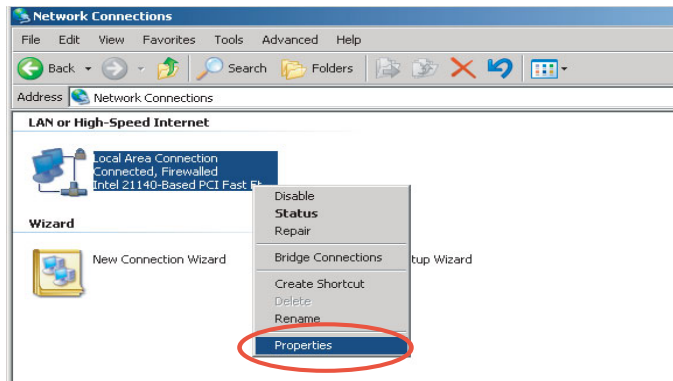 Network Connections
File Edit View Favorites Tools Advanced Help
Back Search Folders
Address Network Connections
LAN or High-Speed Internet
Local Area Connection
Connected, Firewalled
Intel 21140-Based PCI Fast Et...
Disable
Status
Repair
Wizard
New Connection Wizard
Bridge Connections
tup Wizard
Create Shortcut
Delete
Rename
Properties